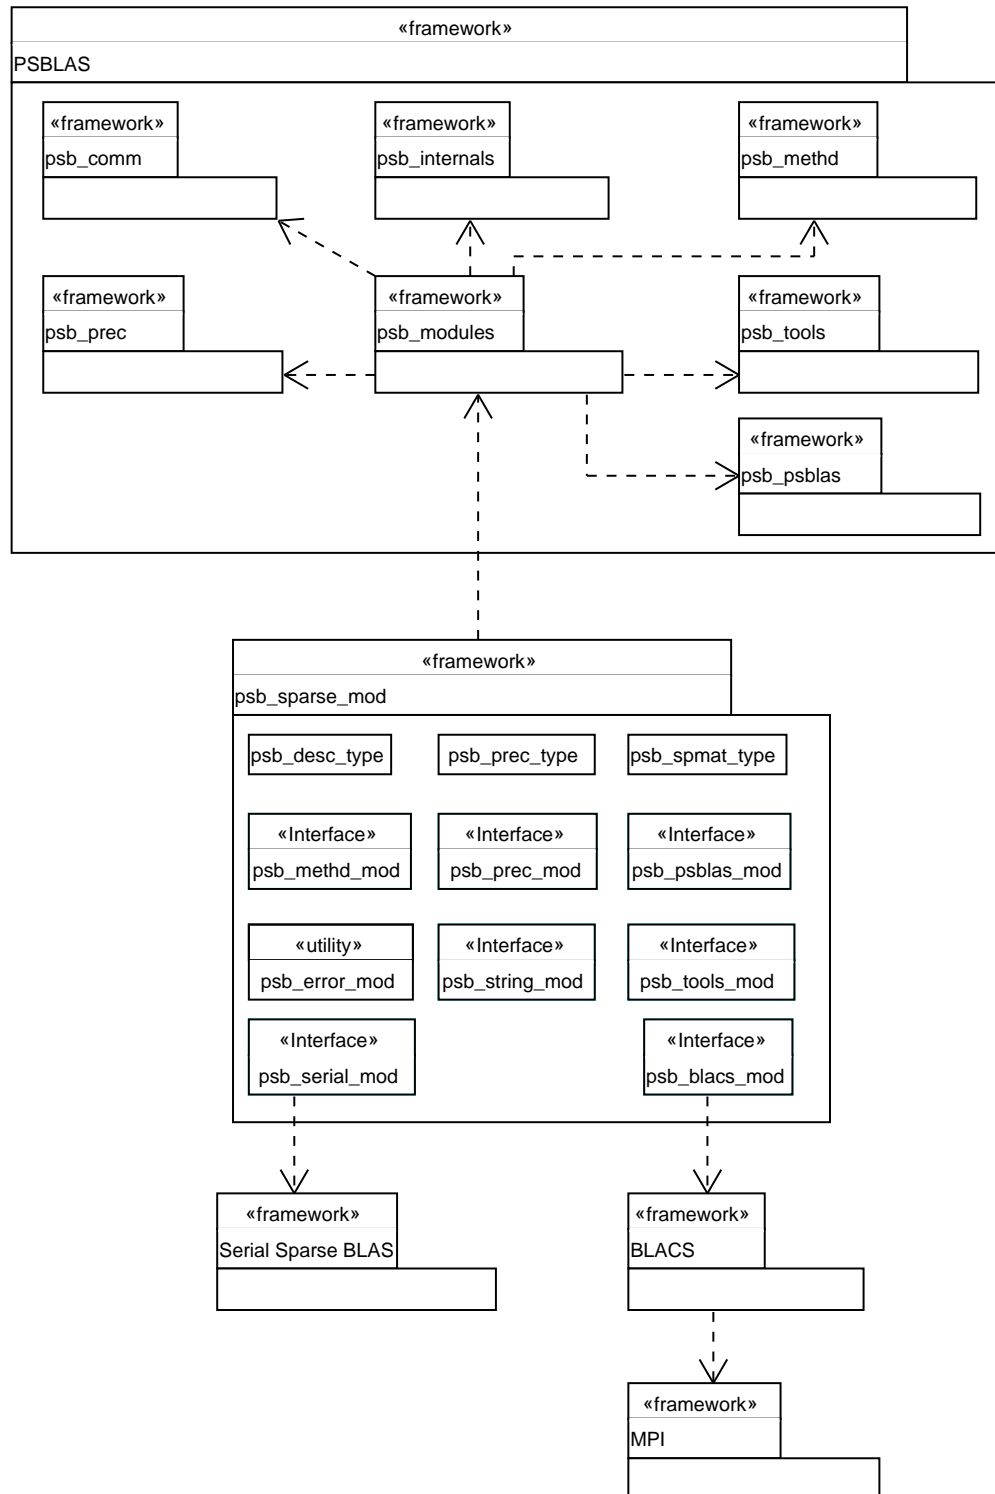 «framework»
PSBLAS
«framework»
psb_comm
«framework»
psb_internals
«framework»
psb_methd
«framework»
psb_prec
«framework»
psb_modules
«framework»
psb_tools
«framework»
psb_psblas
«framework»
psb_sparse_mod
psb_desc_type
psb_prec_type
psb_spmat_type
«Interface»
psb_methd_mod
«Interface»
psb_prec_mod
«Interface»
psb_psblas_mod
«utility»
psb_error_mod
«Interface»
psb_string_mod
«Interface»
psb_tools_mod
«Interface»
psb_serial_mod
«Interface»
psb_blacs_mod
«framework»
Serial Sparse BLAS
«framework»
BLACS
«framework»
MPI